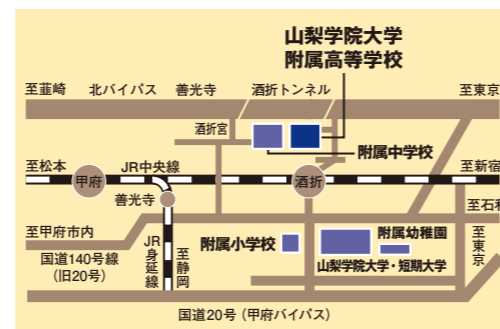 山梨学院大学
附属高等学校
至韮崎
北バイパス
善光寺
酒折トンネル
至東京
酒折宮
附属中学校
至松本
JR中央線
至新宿
甲府
酒折
善光寺
至石和
至甲府市内
国道140号線
(旧20号)
JR身延線
至静岡
附属小学校
附属幼稚園
山梨学院大学・短期大学
至東京
国道20号(甲府バイパス)